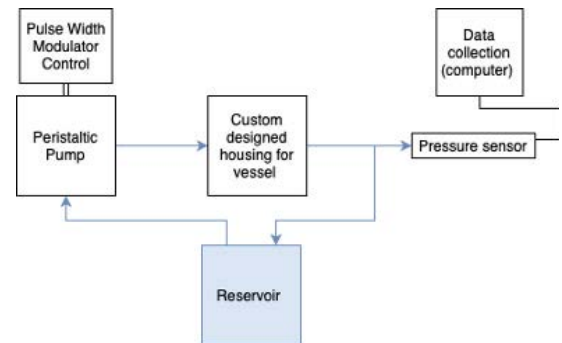 Pulse Width
Modulator
Control
Data
collection
(computer)
Peristaltic
Pump
Custom
designed
housing for
vessel
Pressure sensor
Reservoir